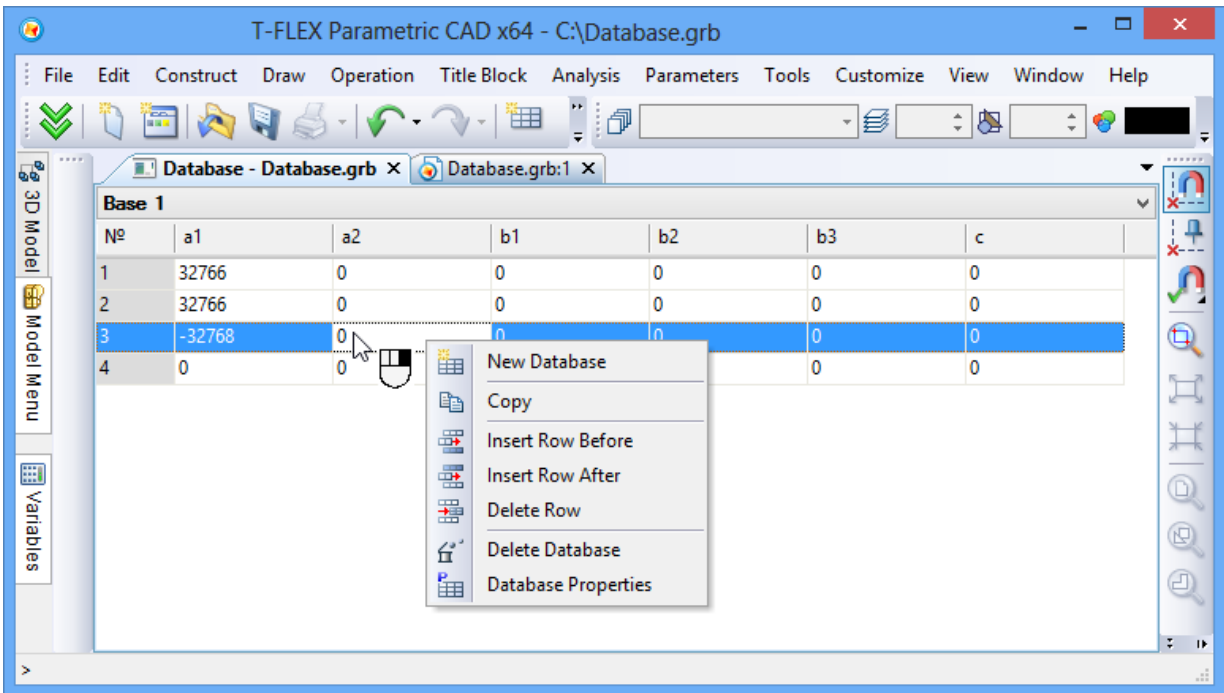 T-FLEX Parametric CAD x64 - C:\Database.grb
File Edit Construct Draw Operation Title Block Analysis Parameters Tools Customize View Window Help
Database - Database.grb Database.grb:1
3D Model
Model Menu
Variables
Base 1
Nº a1 a2 b1 b2 b3 c
1 32766 0 0 0 0 0
2 32766 0 0 0 0 0
3 -32768 0 0 0 0 0
4 0 0 0 0
New Database
Copy
Insert Row Before
Insert Row After
Delete Row
Delete Database
Database Properties
>